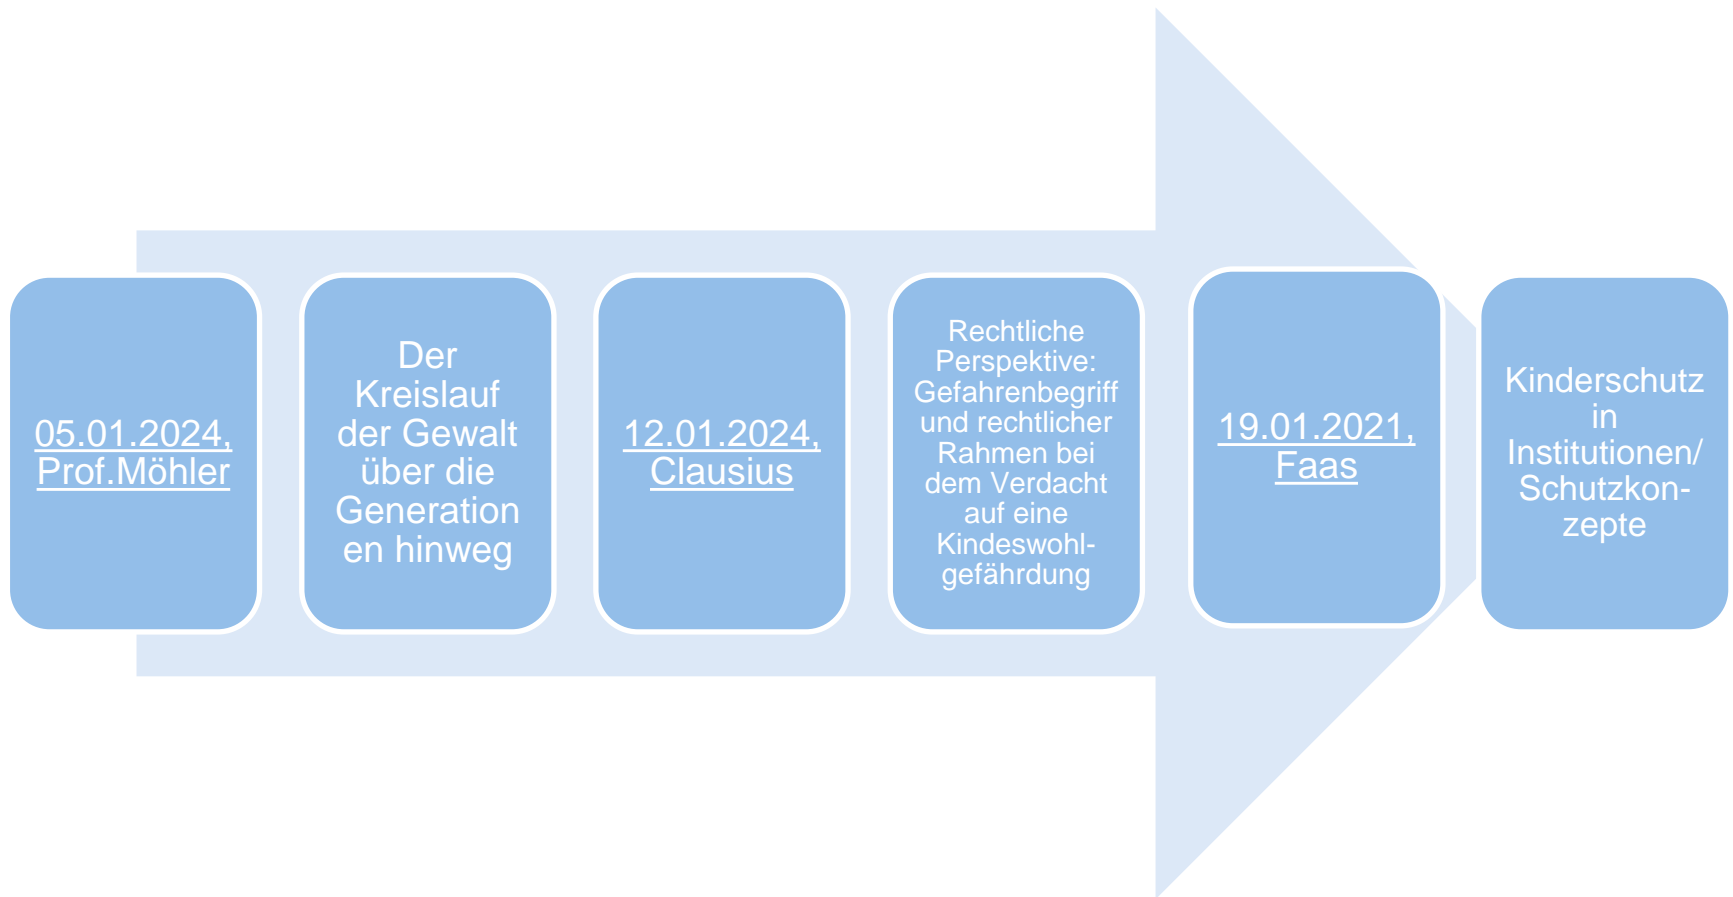 05.01.2024,
Prof.Möhler
Der
Kreislauf
der Gewalt
über die
Generation
en hinweg
12.01.2024,
Clausius
Rechtliche
Perspektive:
Gefahrenbegriff
und rechtlicher
Rahmen bei
dem Verdacht
auf eine
Kindeswohl-
gefährdung
19.01.2021,
Faas
Kinderschutz
in
Institutionen/
Schutzkon-
zepte